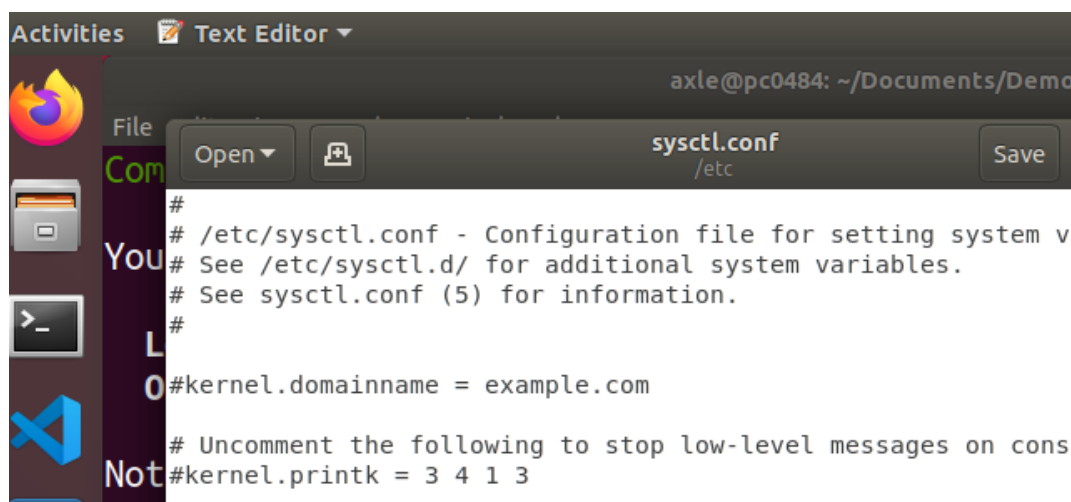 Activities Text Editor
axle@pc0484: ~/Documents/Demo
File
Open sysctl.conf Save
/etc
Com
#
# /etc/sysctl.conf - Configuration file for setting system v
You # See /etc/sysctl.d/ for additional system variables.
# See sysctl.conf (5) for information.
#
L
O #kernel.domainname = example.com
# Uncomment the following to stop low-level messages on cons
Not #kernel.printk = 3 4 1 3